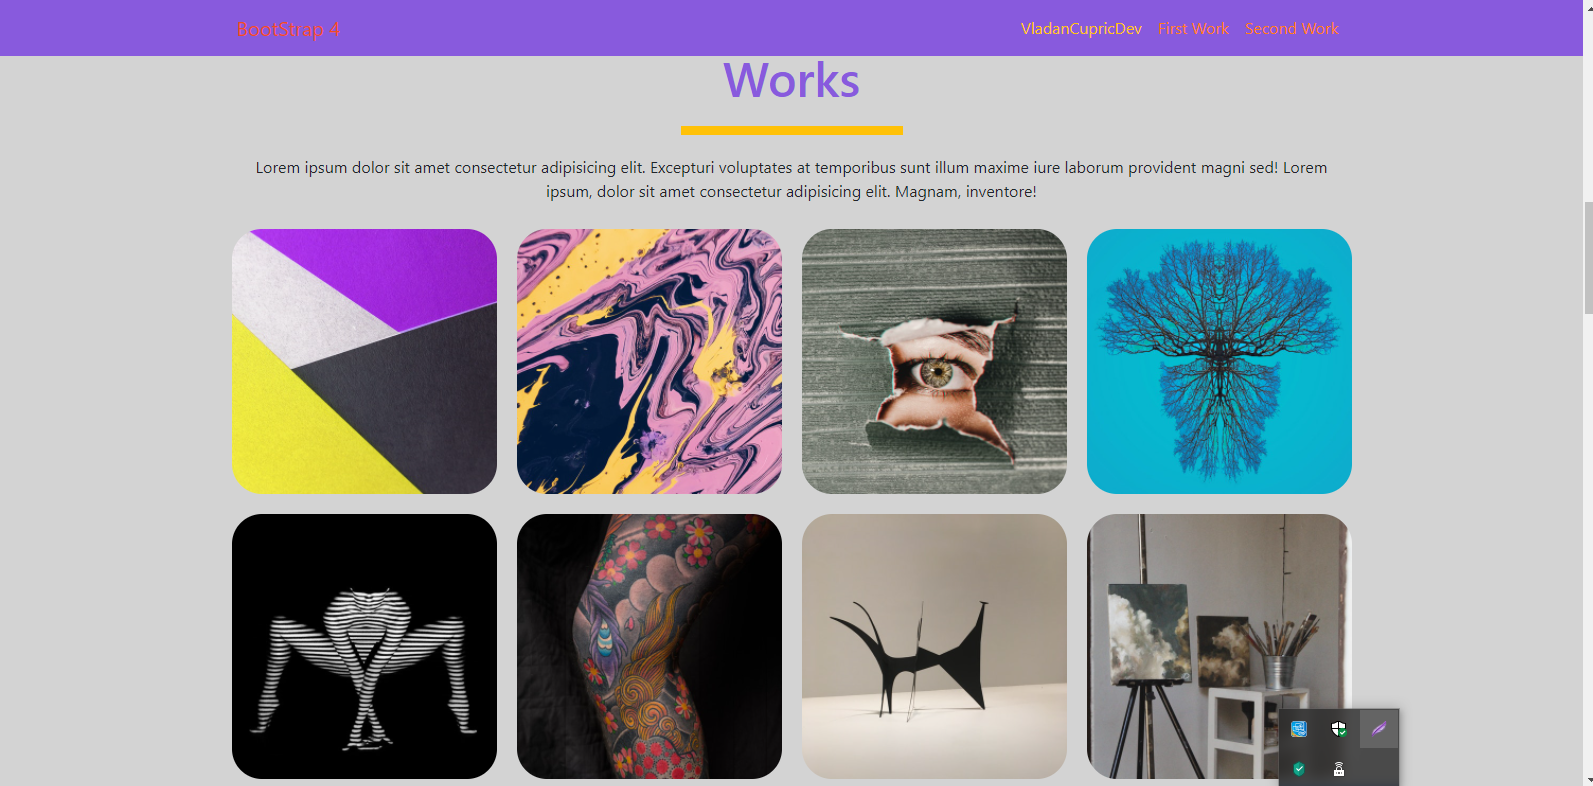 BootStrap 4
VladanCupricDev First Work Second Work
Works
Lorem ipsum dolor sit amet consectetur adipisicing elit. Excepturi voluptates at temporibus sunt illum maxime iure laborum provident magni sed! Lorem
ipsum, dolor sit amet consectetur adipisicing elit. Magnam, inventore!